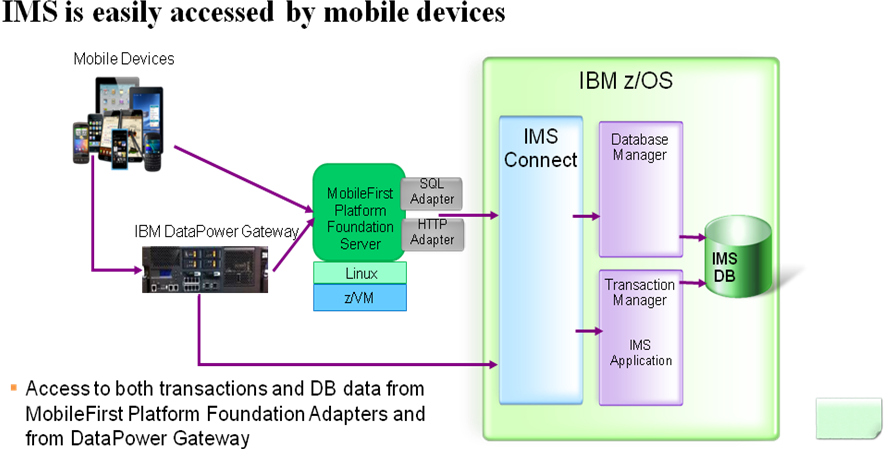 IMS is easily accessed by mobile devices
Mobile Devices
IBM z/OS
IMS
Connect
Database
Manager
MobileFirst
Platform
Foundation
Server
SQL
Adapter
HTTP
Adapter
IBM DataPower Gateway
Linux
z/VM
IMS
DB
Transaction
Manager
IMS
Application
▪ Access to both transactions and DB data from
MobileFirst Platform Foundation Adapters and
from DataPower Gateway